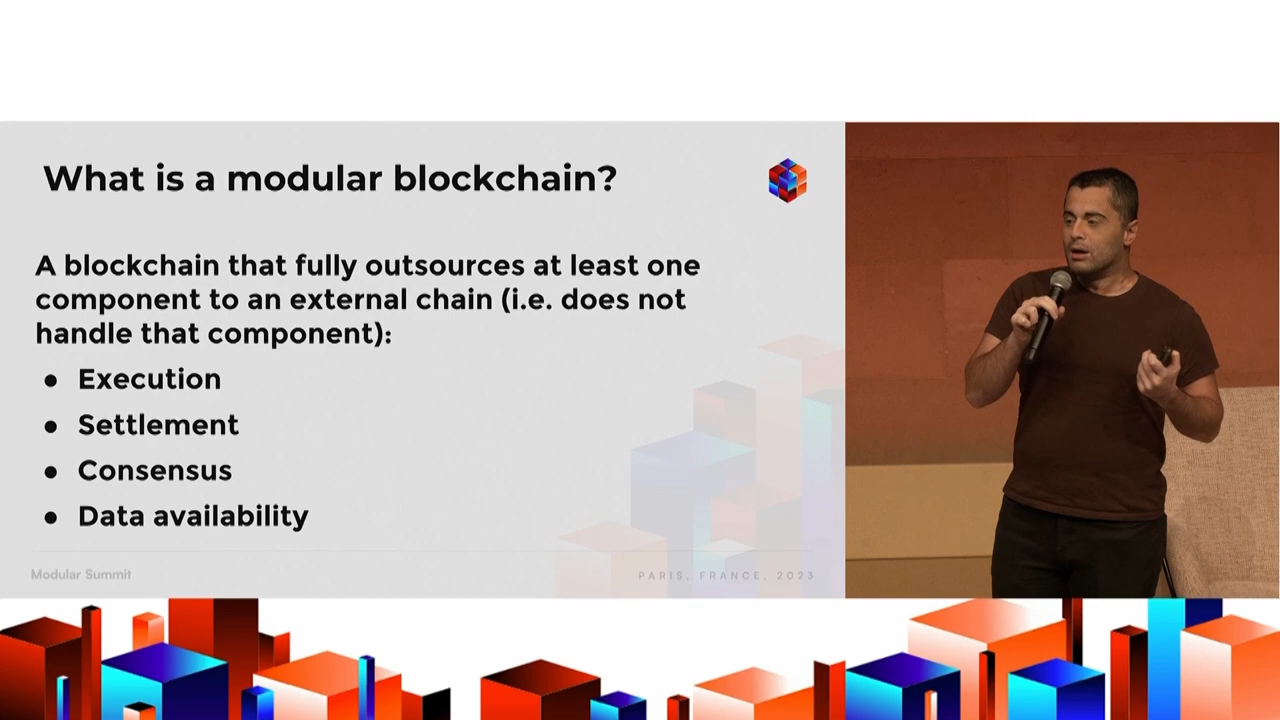 What is a modular blockchain?
A blockchain that fully outsources at least one
component to an external chain (i.e. does not
handle that component):
● Execution
● Settlement
● Consensus
● Data availability
Modular Summit
PARIS, FRANCE, 2023